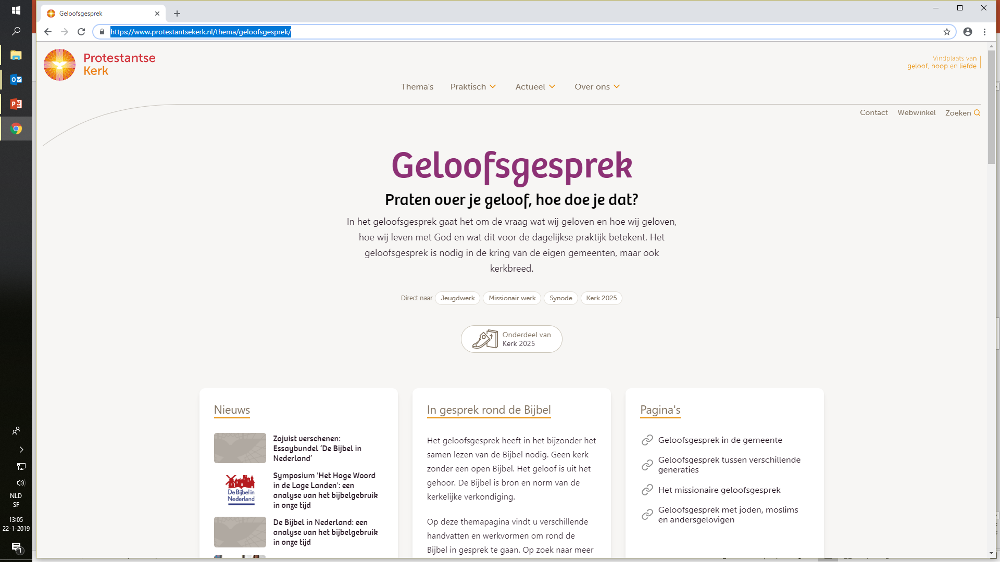 Geloofsgesprek
https://www.protestantsekerk.nl/thema/geloofsgesprek/
Protestantse
Kerk
Vindplaats van
geloof, hoop en liefde
Thema's
Praktisch
Actueel
Over ons
Contact
Webwinkel
Zoeken
Geloofsgesprek
Praten over je geloof, hoe doe je dat?
In het geloofsgesprek gaat het om de vraag wat wij geloven en hoe wij geloven,
hoe wij leven met God en wat dit voor de dagelijkse praktijk betekent. Het
geloofsgesprek is nodig in de kring van de eigen gemeenten, maar ook
kerkbreed.
Direct naar
Jeugdwerk
Missionair werk
Synode
Kerk 2025
Onderdeel van
Kerk 2025
Nieuws
Zojuist verschenen:
Essaybundel ‘De Bijbel in
Nederland’
De Bijbel in
Nederland
Symposium 'Het Hoge Woord
in de Lage Landen': een
analyse van het bijbelgebruik
in onze tijd
De Bijbel in Nederland: een
analyse van het bijbelgebruik
in onze tijd
In gesprek rond de Bijbel
Het geloofsgesprek heeft in het bijzonder het
samen lezen van de Bijbel nodig. Geen kerk
zonder een open Bijbel. Het geloof is uit het
gehoor. De Bijbel is bron en norm van de
kerkelijke verkondiging.
Op deze themapagina vindt u verschillende
handvatten en werkvormen om rond de
Bijbel in gesprek te gaan. Op zoek naar meer
Pagina's
Geloofsgesprek in de gemeente
Geloofsgesprek tussen verschillende
generaties
Het missionaire geloofsgesprek
Geloofsgesprek met joden, moslims
en andersgelovigen
NLD
SF
13:05
22-1-2019
1